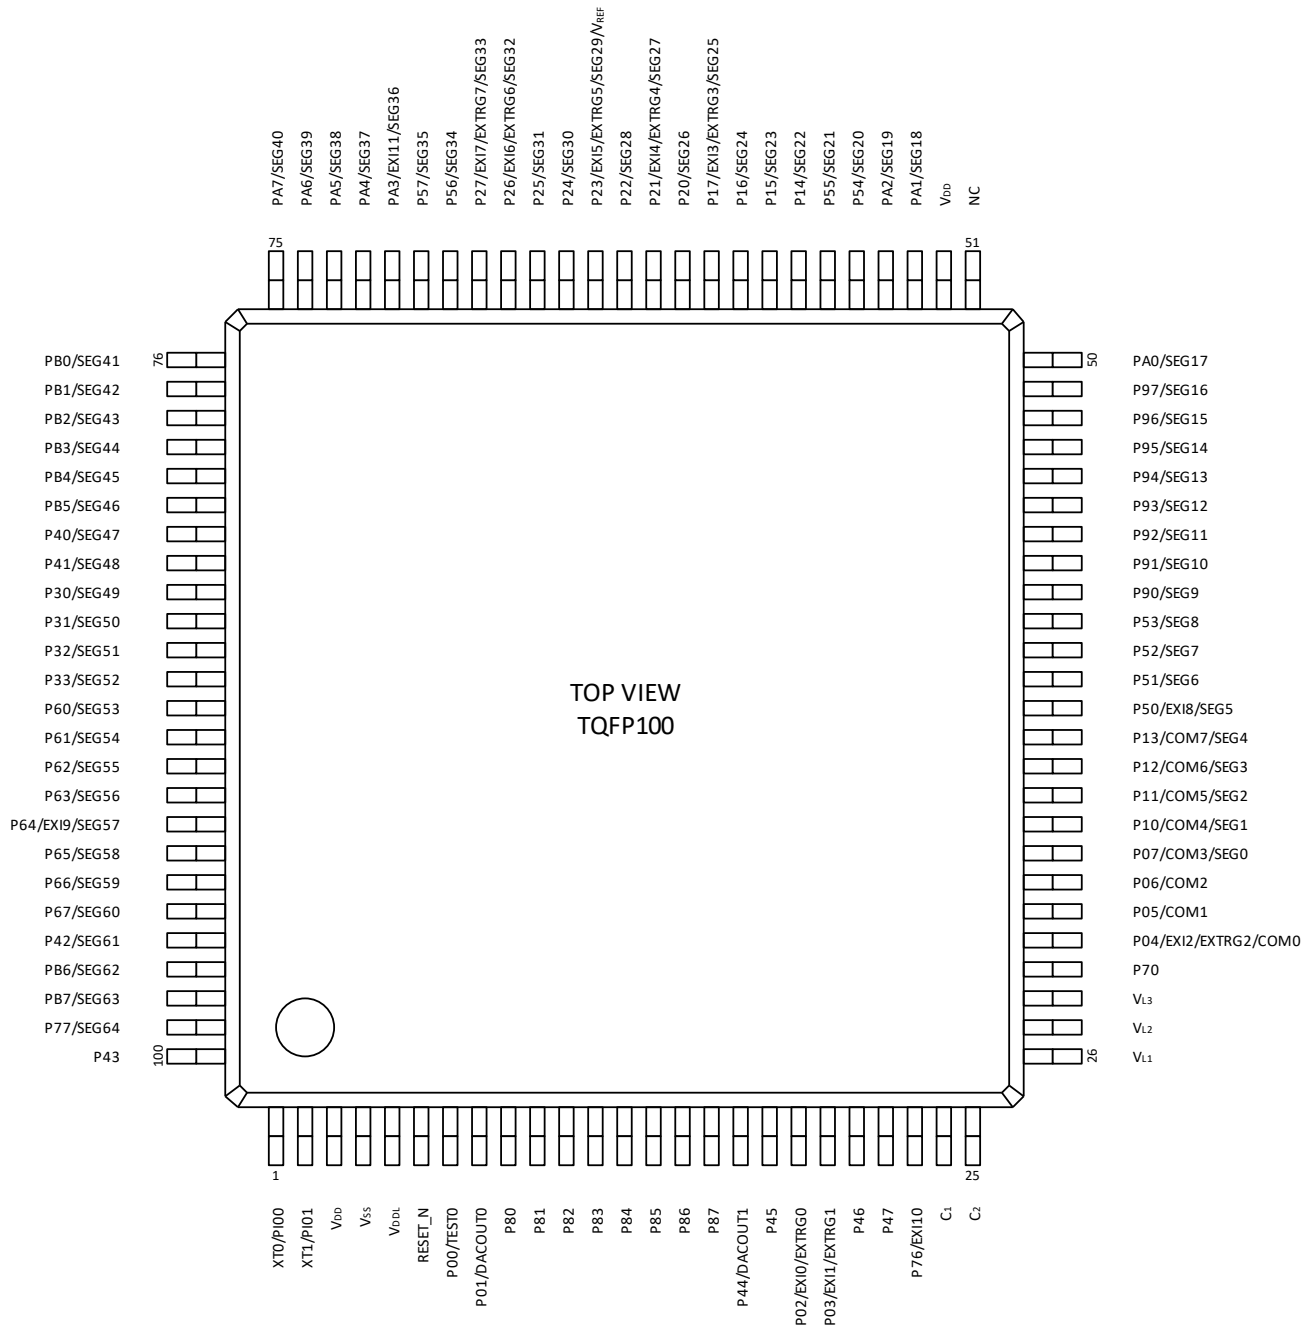 PA7/SEG40
PA6/SEG39
PA5/SEG38
PA4/SEG37
PA3/EXI11/SEG36
P57/SEG35
P56/SEG34
P27/EXI7/EXTRG7/SEG33
P26/EXI6/EXTRG6/SEG32
P25/SEG31
P24/SEG30
P23/EXI5/EXTRG5/SEG29/VREF
P22/SEG28
P21/EXI4/EXTRG4/SEG27
P20/SEG26
P17/EXI3/EXTRG3/SEG25
P16/SEG24
P15/SEG23
P14/SEG22
P55/SEG21
P54/SEG20
PA2/SEG19
PA1/SEG18
VDD
NC
75
51
PB0/SEG41
PB1/SEG42
PB2/SEG43
PB3/SEG44
PB4/SEG45
PB5/SEG46
P40/SEG47
P41/SEG48
P30/SEG49
P31/SEG50
P32/SEG51
P33/SEG52
P60/SEG53
P61/SEG54
P62/SEG55
P63/SEG56
P64/EXI9/SEG57
P65/SEG58
P66/SEG59
P67/SEG60
P42/SEG61
PB6/SEG62
PB7/SEG63
P77/SEG64
P43
76
100
TOP VIEW
TQFP100
50
26
PA0/SEG17
P97/SEG16
P96/SEG15
P95/SEG14
P94/SEG13
P93/SEG12
P92/SEG11
P91/SEG10
P90/SEG9
P53/SEG8
P52/SEG7
P51/SEG6
P50/EXI8/SEG5
P13/COM7/SEG4
P12/COM6/SEG3
P11/COM5/SEG2
P10/COM4/SEG1
P07/COM3/SEG0
P06/COM2
P05/COM1
P04/EXI2/EXTRG2/COM0
P70
VL3
VL2
VL1
1
25
XT0/PI00
XT1/PI01
VDD
VSS
VDDL
RESET_N
P00/TEST0
P01/DACOUT0
P80
P81
P82
P83
P84
P85
P86
P87
P44/DACOUT1
P45
P02/EXI0/EXTRG0
P03/EXI1/EXTRG1
P46
P47
P76/EXI10
C1
C2